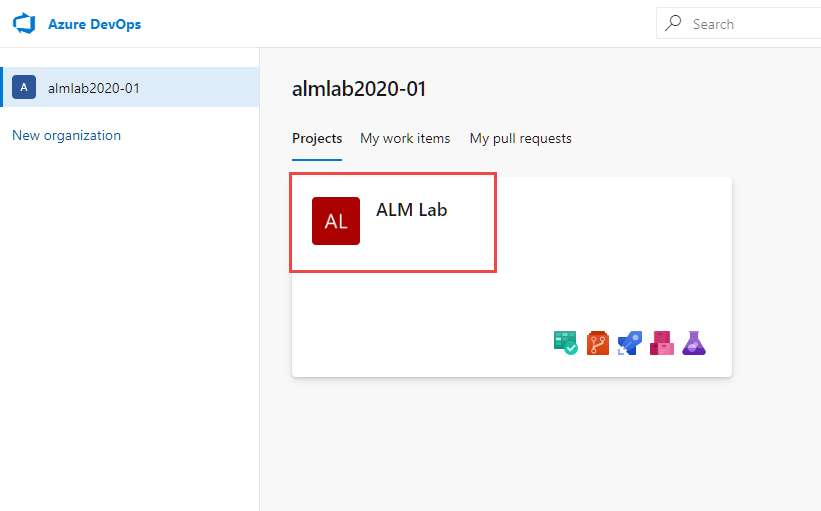 Azure DevOps
Search
A
almlab2020-01
New organization
almlab2020-01
Projects
My work items
My pull requests
AL
ALM Lab